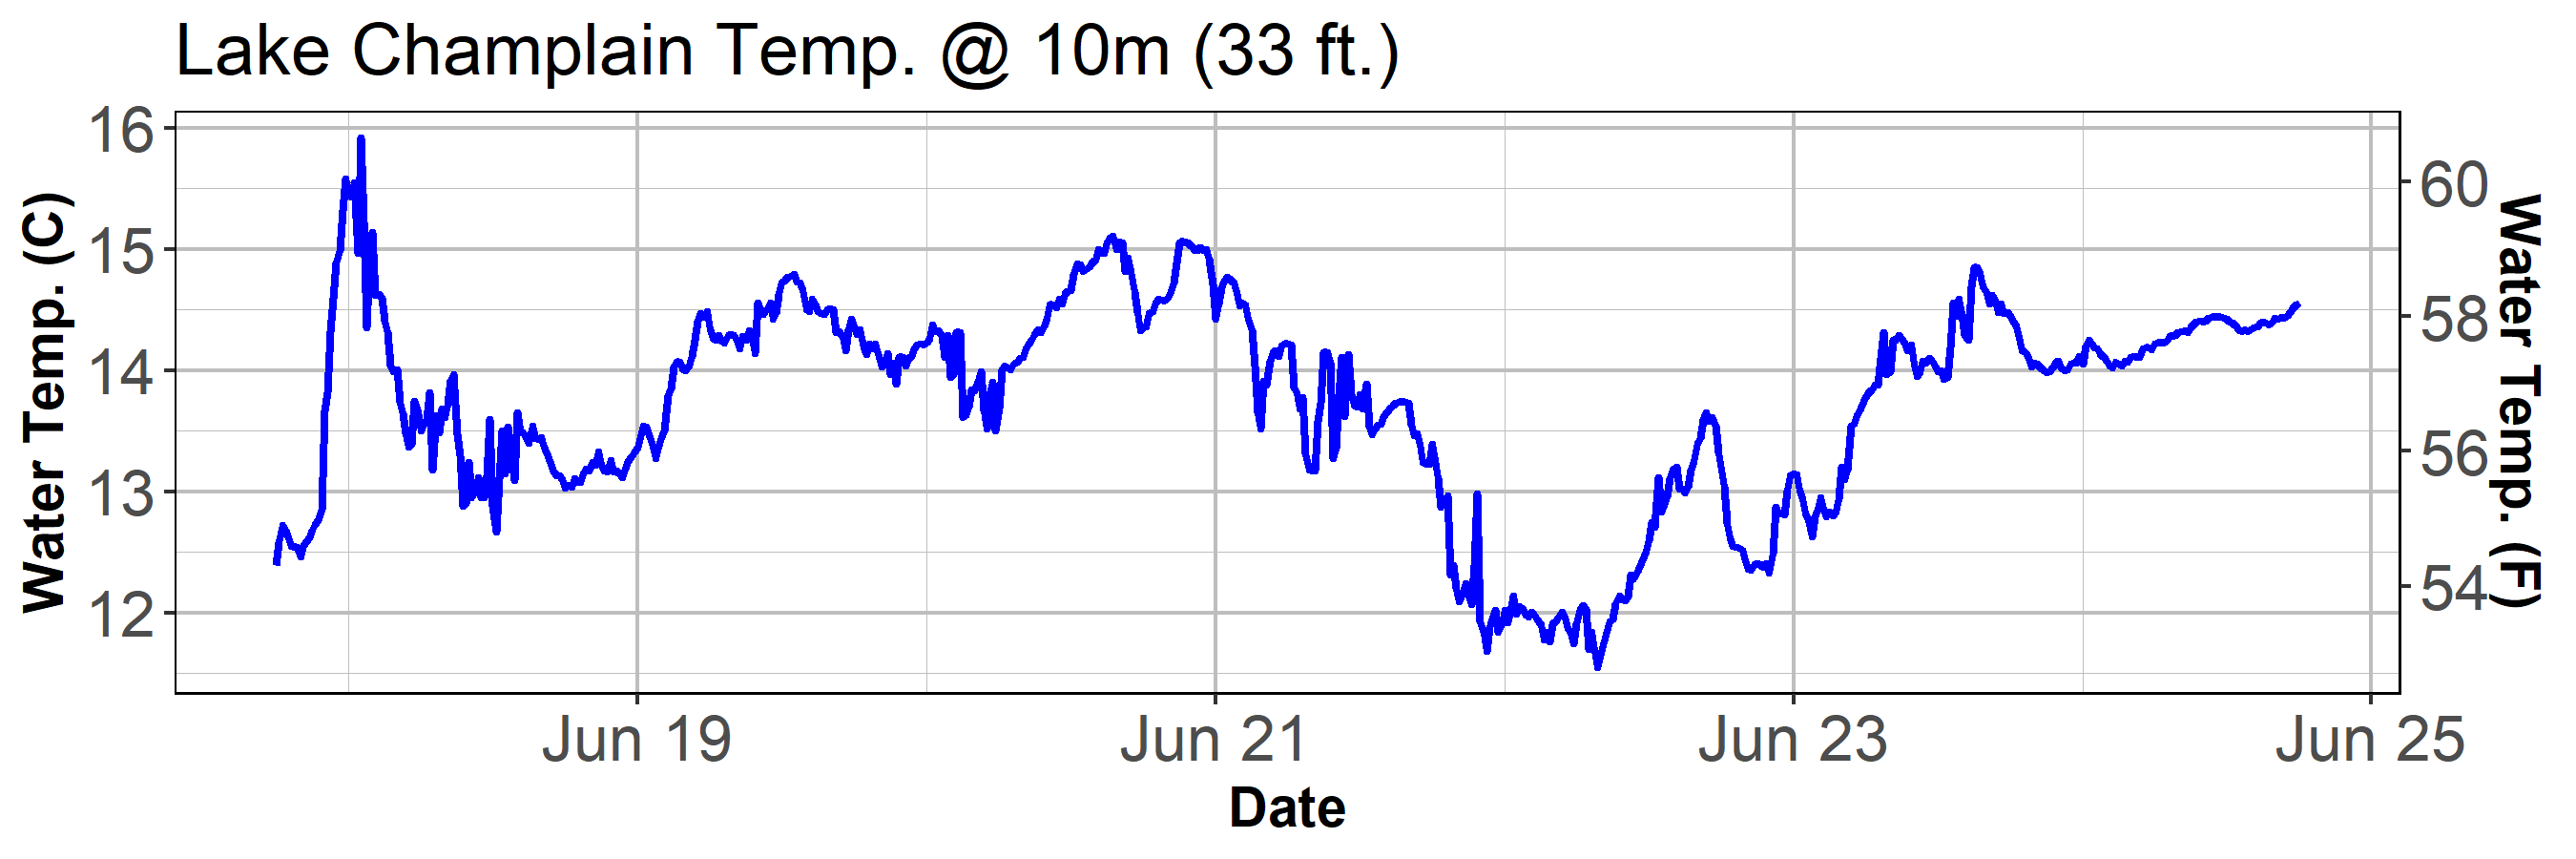 Lake Champlain Temp. @ 10m (33 ft.)
Water Temp. (C)
16
15
14
13
12
60
58
56
54
Water Temp. (F)
Jun 19
Jun 21
Jun 23
Jun 25
Date